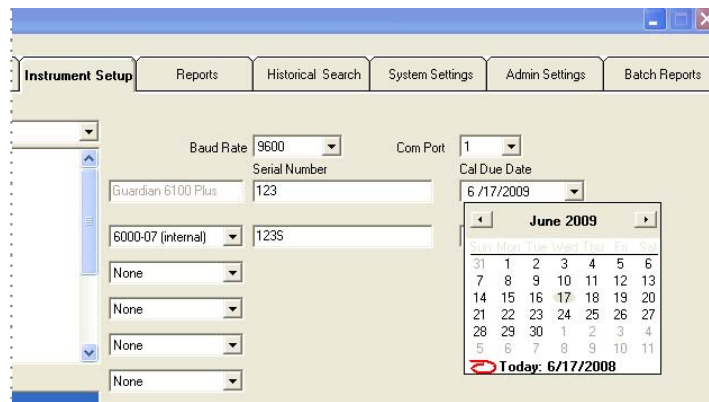 Instrument Setup Reports Historical Search System Settings Admin Settings Batch Reports
Baud Rate 9600 Com Port 1
Serial Number Cal Due Date
Guardian 6100 Plus 123 6 /17/2009
June 2009
6000-07 (internal) 123S
Sun Mon Tue Wed Thu Fri Sat
31 1 2 3 4 5 6
None
7 8 9 10 11 12 13
14 15 16 17 18 19 20
None
21 22 23 24 25 26 27
28 29 30 1 2 3 4
None
5 6 7 8 9 10 11
Today: 6/17/2008
None